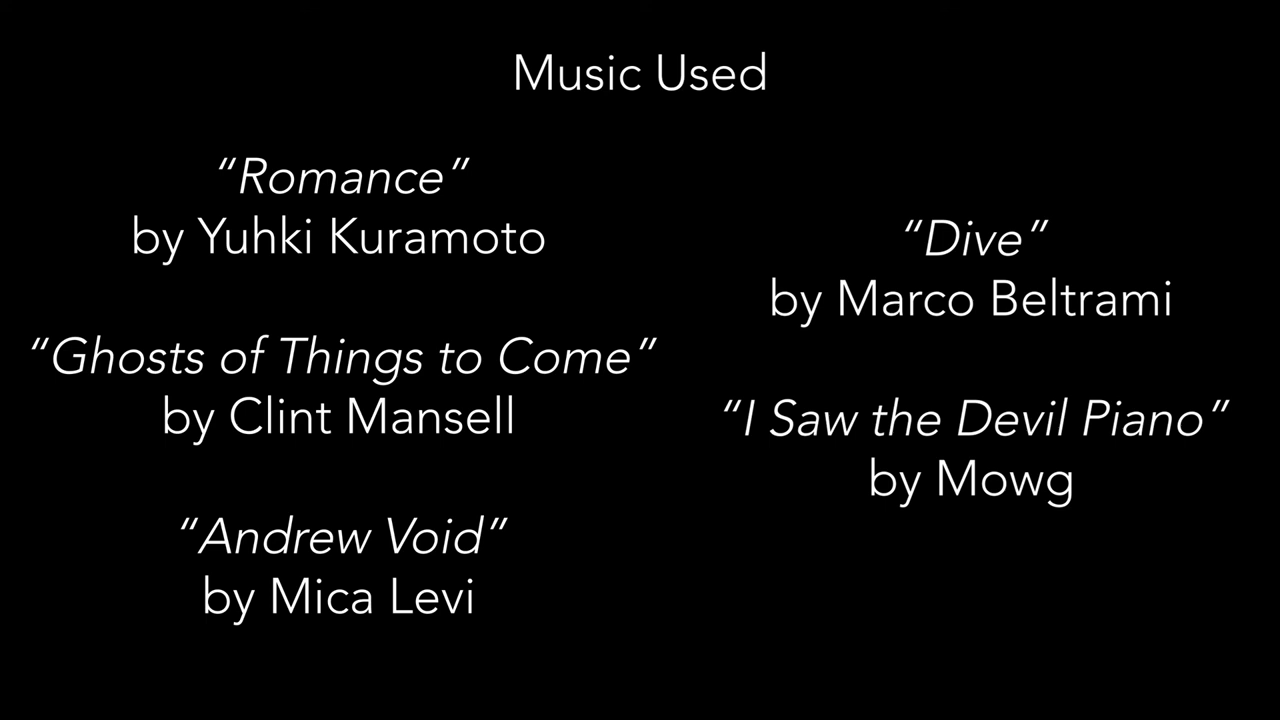 Music Used
“Romance”
by Yuhki Kuramoto
“Ghosts of Things to Come”
by Clint Mansell
“Andrew Void”
by Mica Levi
“Dive”
by Marco Beltrami
“I Saw the Devil Piano”
by Mowg